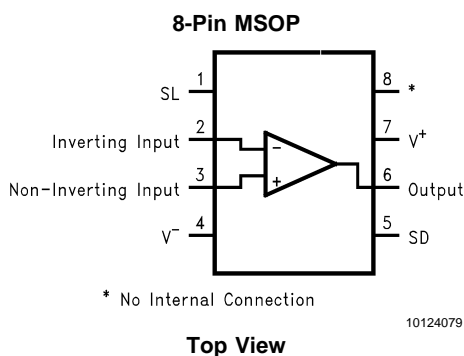 8-Pin MSOP
SL 1
8 *
Inverting Input 2
7 V+
Non-Inverting Input 3
6 Output
V− 4
5 SD
−
+
* No Internal Connection
10124079
Top View